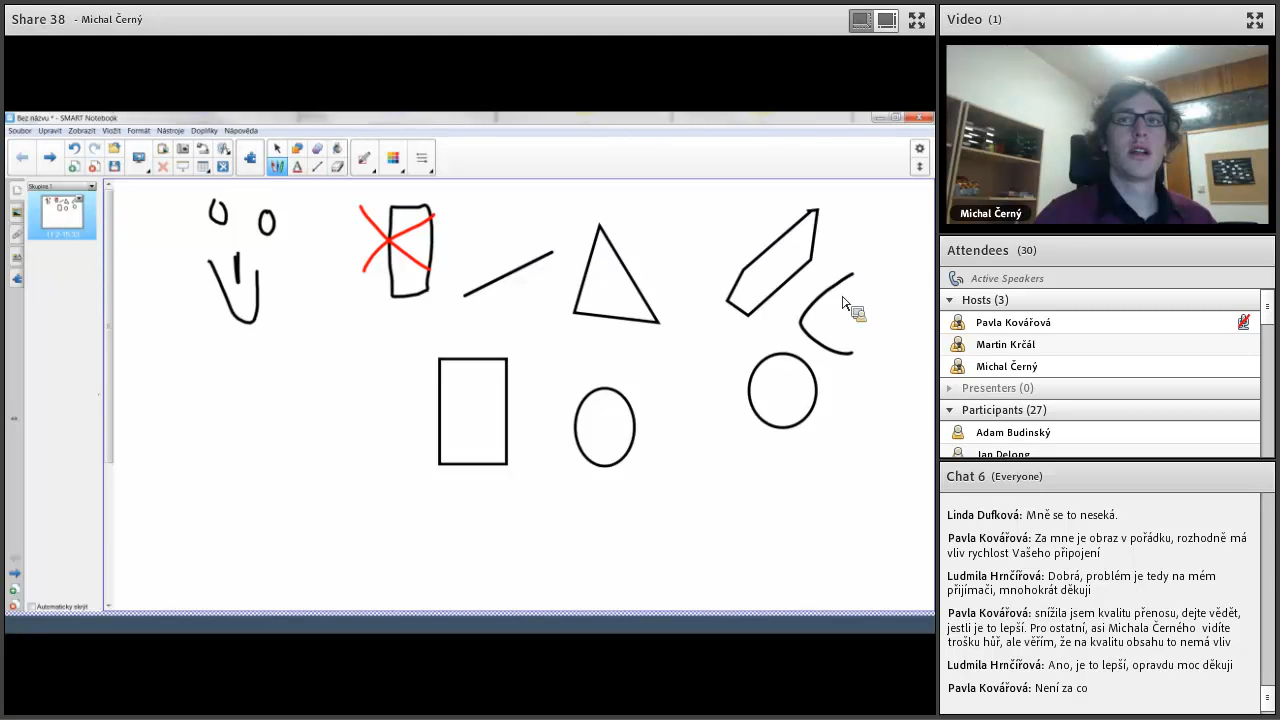 Share 38 - Michal Černý
Video (1)
Bez názvu * - SMART Notebook
Soubor Upravit Zobrazit Vložit Formát Nástroje Doplňky Nápověda
Skupina 1
Automaticky skrýt
Michal Černý
Attendees (30)
Active Speakers
Hosts (3)
Pavla Kovářová
Martin Krčál
Michal Černý
Presenters (0)
Participants (27)
Adam Budinský
Jan Delong
Chat 6 (Everyone)
Linda Dufková: Mně se to neseká.
Pavla Kovářová: Za mne je obraz v pořádku, rozhodně má
vliv rychlost Vašeho připojení
Ludmila Hrnčířová: Dobrá, problém je tedy na mém
přijímači, mnohokrát děkuji
Pavla Kovářová: snížila jsem kvalitu přenosu, dejte vědět,
jestli je to lepší. Pro ostatní, asi Michala Černého vidíte
trošku hůř, ale věřím, že na kvalitu obsahu to nemá vliv
Ludmila Hrnčířová: Ano, je to lepší, opravdu moc děkuji
Pavla Kovářová: Není za co